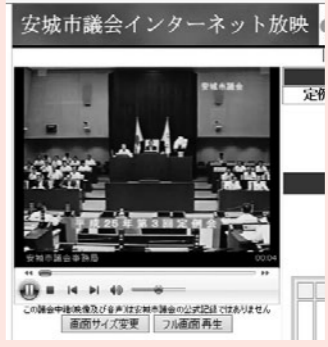 安城市議会インターネット放映
定例
安城市議会
平成25年第3回定例会
安城市議会事務局
00:04
この議会中継(映像及び音声)は安城市議会の公式記録ではありません
画面サイズ変更
フル画面再生